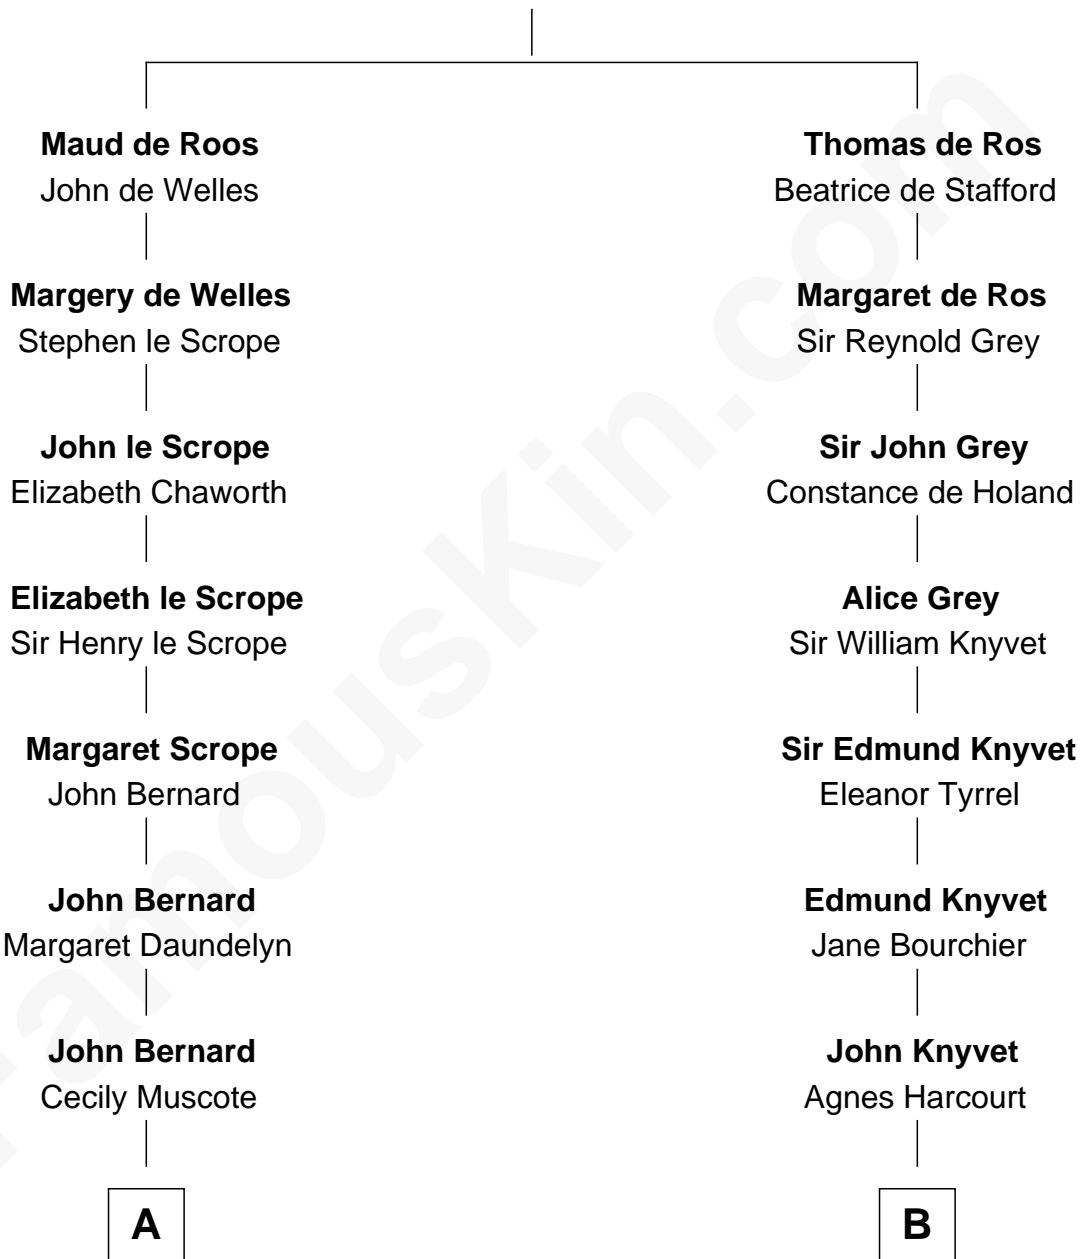 Maud de Roos
John de Welles
Thomas de Ros
Beatrice de Stafford
Margery de Welles
Stephen le Scrope
Margaret de Ros
Sir Reynold Grey
John le Scrope
Elizabeth Chaworth
Sir John Grey
Constance de Holand
Elizabeth le Scrope
Sir Henry le Scrope
Alice Grey
Sir William Knyvet
Margaret Scrope
John Bernard
Sir Edmund Knyvet
Eleanor Tyrrel
John Bernard
Margaret Daundelyn
Edmund Knyvet
Jane Bourchier
John Bernard
Cecily Muscote
John Knyvet
Agnes Harcourt
A
B
FamousKin.com